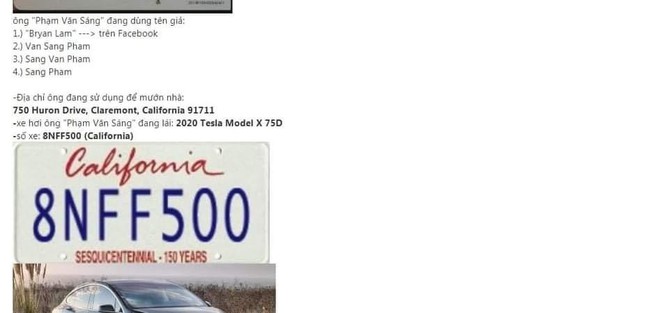 ông "Phạm Văn Sáng" đang dùng tên giả:
1.) "Bryan Lam" ---> trên Facebook
2.) Van Sang Pham
3.) Sang Van Pham
4.) Sang Pham
-Địa chỉ ông đang sử dụng để mướn nhà:
750 Huron Drive, Claremont, California 91711
-xe hơi ông "Phạm Văn Sáng" đang lái: 2020 Tesla Model X 75D
-số xe: 8NFF500 (California)
California
8NFF500
SESQUICENTENNIAL - 150 YEARS